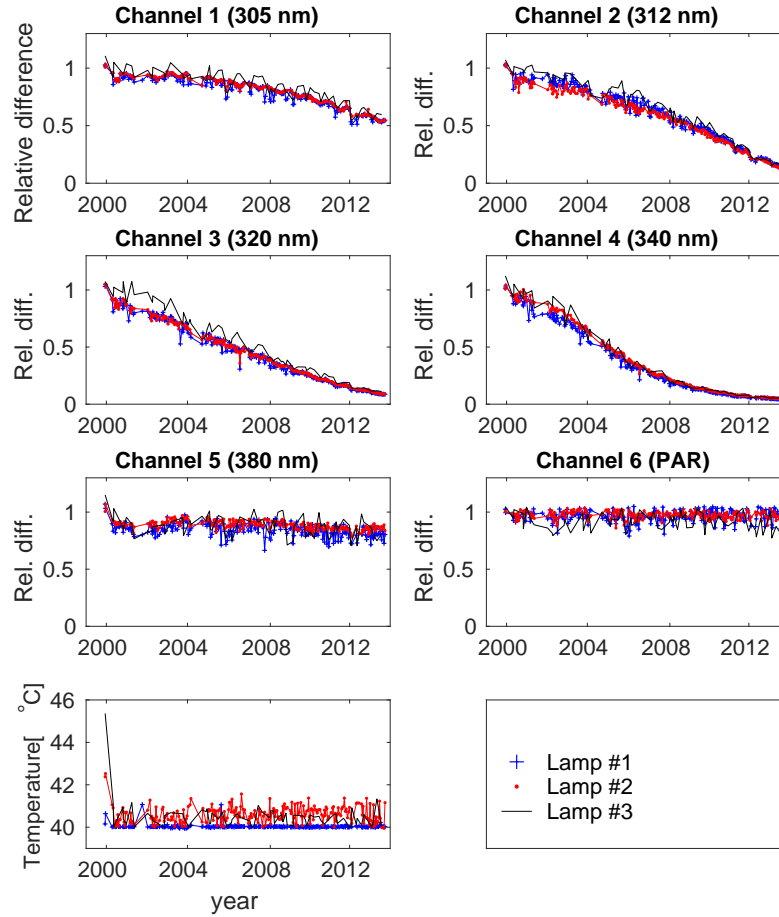 Channel 1 (305 nm)
Relative difference
1
0.5
0
2000 2004 2008 2012
Channel 2 (312 nm)
Rel. diff.
1
0.5
0
2000 2004 2008 2012
Channel 3 (320 nm)
Rel. diff.
1
0.5
0
2000 2004 2008 2012
Channel 4 (340 nm)
Rel. diff.
1
0.5
0
2000 2004 2008 2012
Channel 5 (380 nm)
Rel. diff.
1
0.5
0
2000 2004 2008 2012
Channel 6 (PAR)
Rel. diff.
1
0.5
0
2000 2004 2008 2012
Temperature[ °C]
46
44
42
40
2000 2004 2008 2012
year
Lamp #1
Lamp #2
Lamp #3